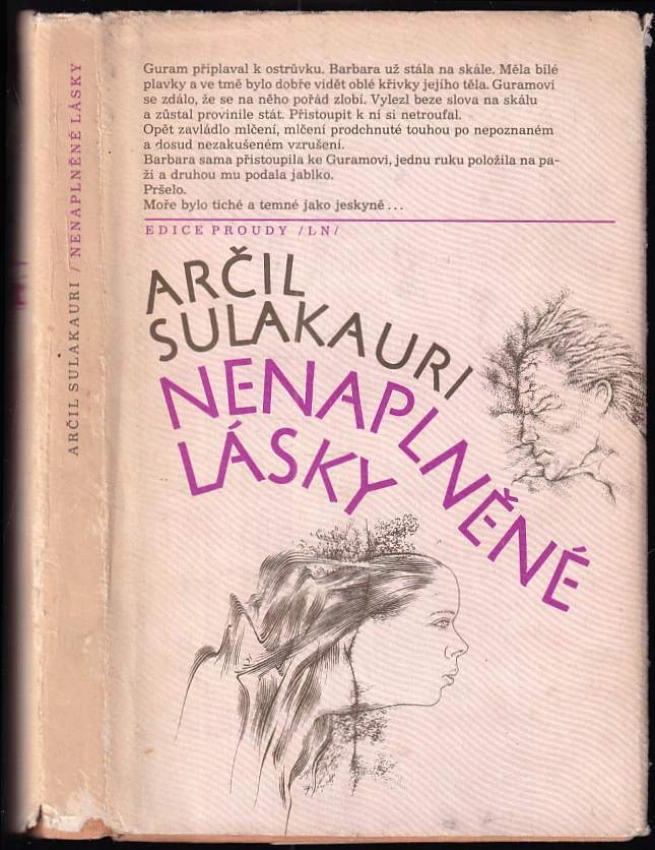 Guram připlaval k ostrůvku. Barbara už stála na skále. Měla bílé
plavky a ve tmě bylo dobře vidět oblé křivky jejího těla. Guramovi
se zdálo, že se na něho pořád zlobí. Vylezl beze slova na skálu
a zůstal provinile stát. Přistoupit k ní si netroufal.
Opět zavládlo mlčení, mlčení prodchnuté touhou po nepoznaném
a dosud nezakušeném vzrušení.
Barbara sama přistoupila ke Guramovi, jednu ruku položila na pa-
ži a druhou mu podala jablko.
Pršelo.
Moře bylo tiché a temné jako jeskyně...
EDICE PROUDY /LN/
ARČIL
SULAKAURI
NENAPLNĚNÉ
LÁSKY
ARČIL SULAKAURI / NENAPLNĚNÉ LÁSKY